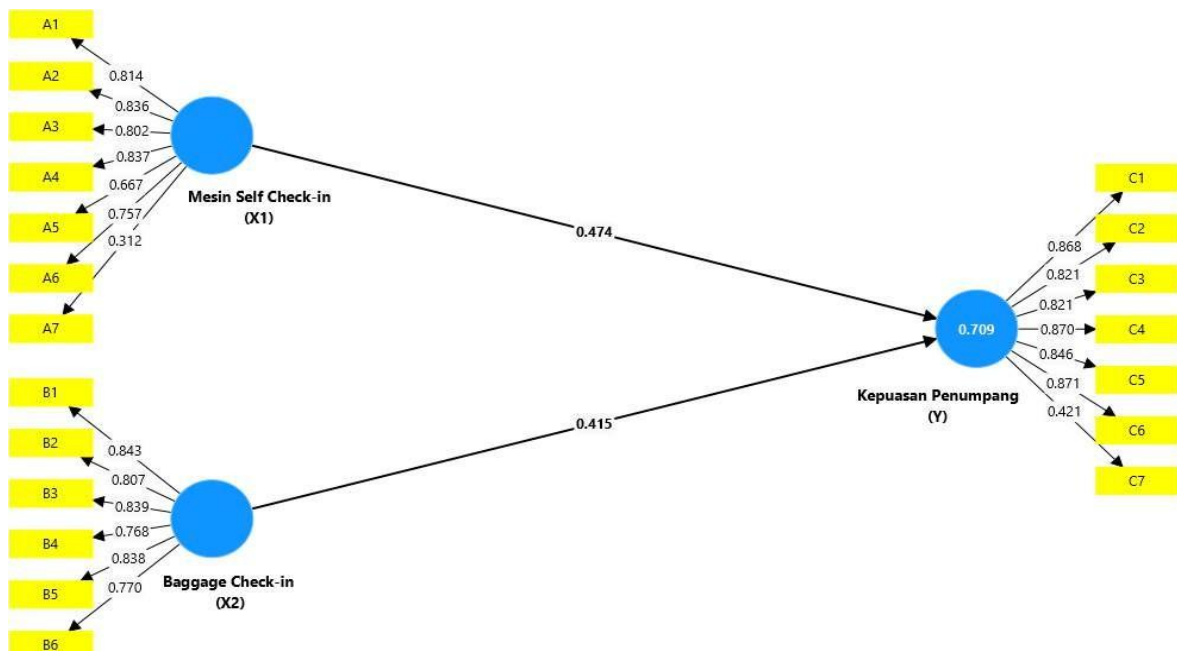 A1
A2
A3
A4
A5
A6
A7
0.814
0.836
0.802
0.837
0.667
0.757
0.312
Mesin Self Check-in
(X1)
B1
B2
B3
B4
B5
B6
0.843
0.807
0.839
0.768
0.838
0.770
Baggage Check-in
(X2)
0.474
0.415
0.709
Kepuasan Penumpang
(Y)
0.868
0.821
0.821
0.870
0.846
0.871
0.421
C1
C2
C3
C4
C5
C6
C7